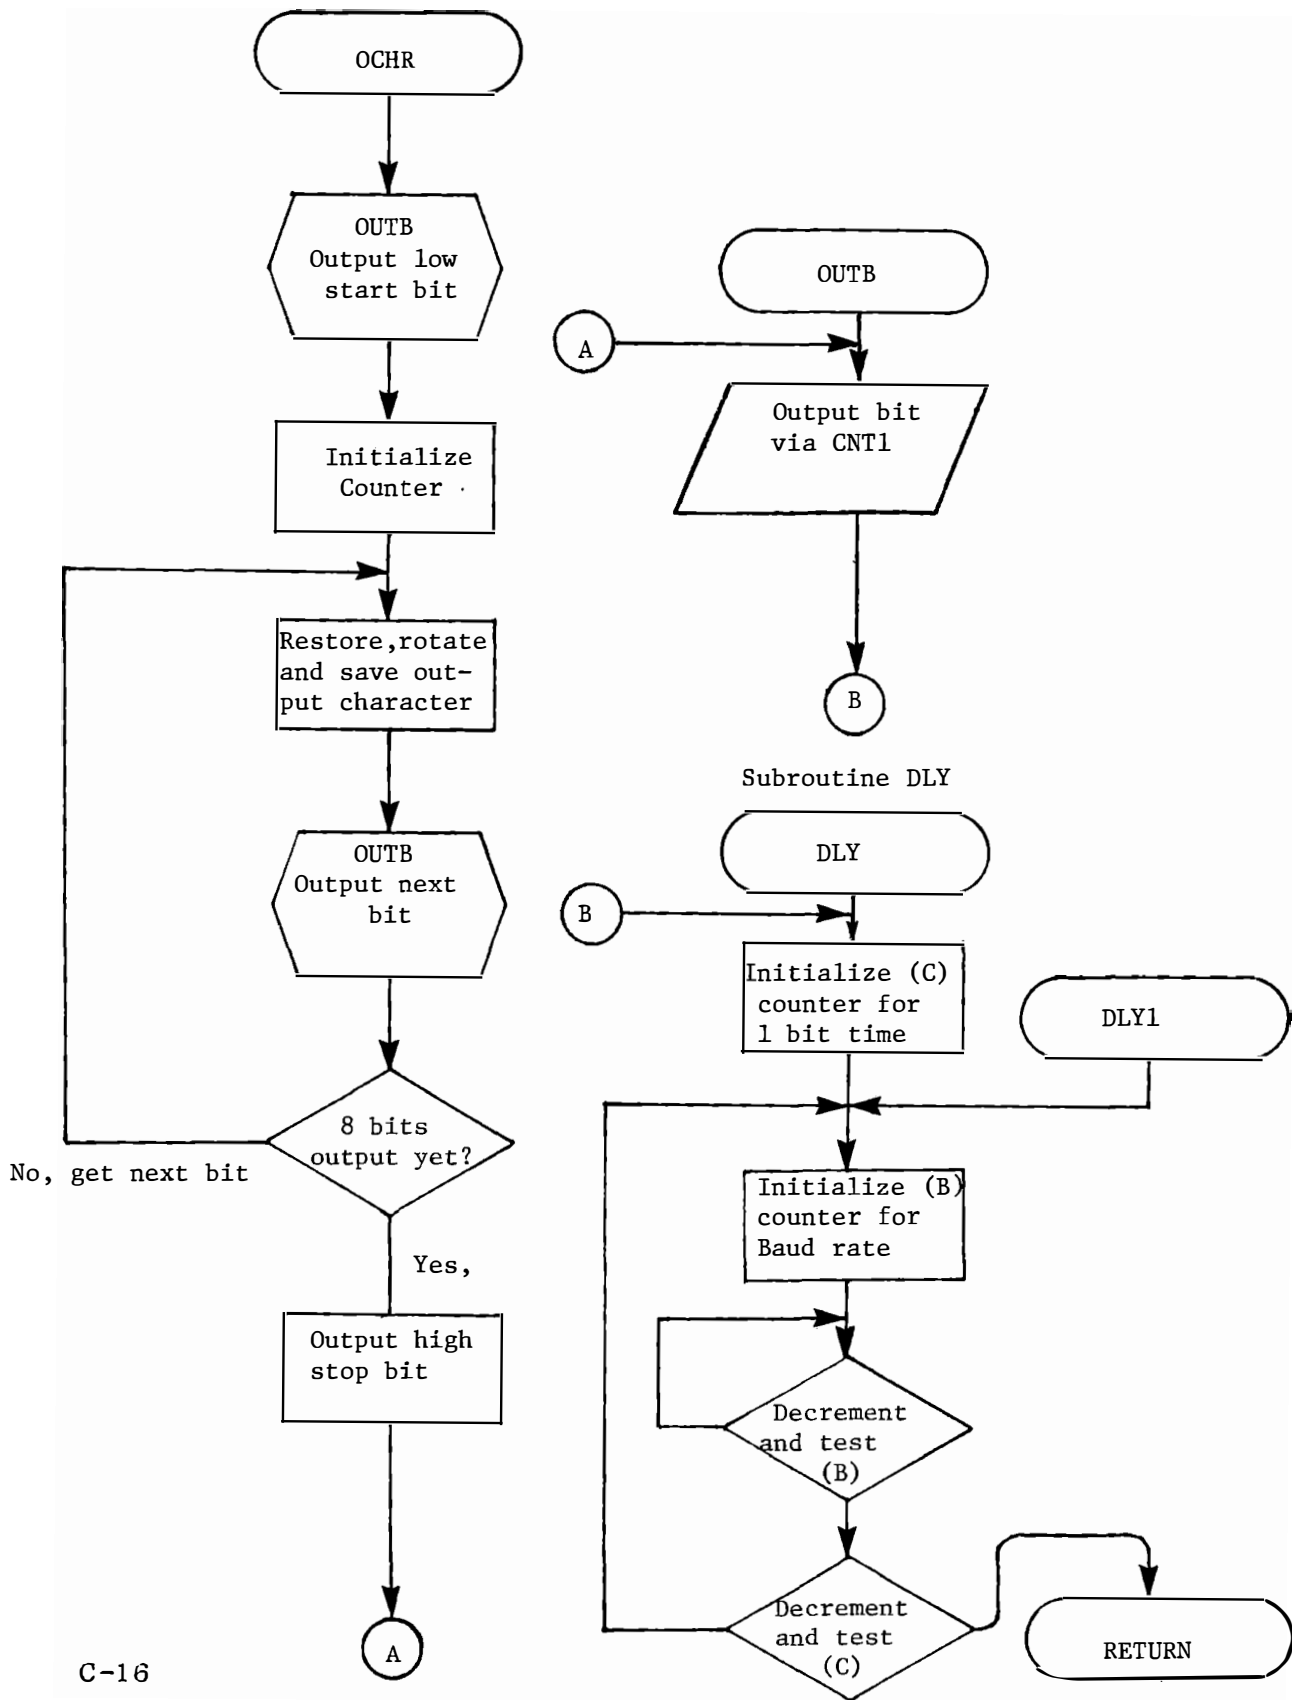 OCHR
OUTB
Output low
start bit
Initialize
Counter
Restore,rotate
and save out-
put character
OUTB
Output next
bit
8 bits
output yet?
No, get next bit
Yes,
Output high
stop bit
A
C-16
OUTB
A
Output bit
via CNT1
B
Subroutine DLY
DLY
B
Initialize (C)
counter for
1 bit time
DLY1
Initialize (B)
counter for
Baud rate
Decrement
and test
(B)
Decrement
and test
(C)
RETURN